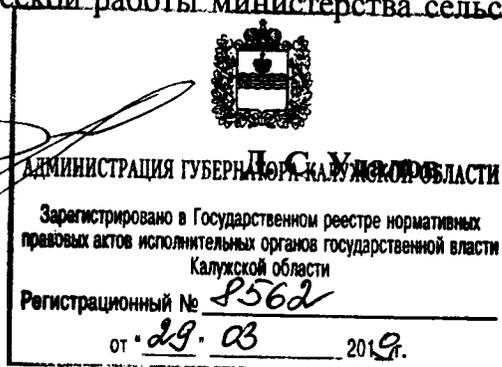 работы министерства сельс
Д.С. Удалов
АДМИНИСТРАЦИЯ ГУБЕРНАТОРА КАЛУЖСКОЙ ОБЛАСТИ
Зарегистрировано в Государственном реестре нормативных
правовых актов исполнительных органов государственной власти
Калужской области
Регистрационный № 8562
от "29" 03 2019г.